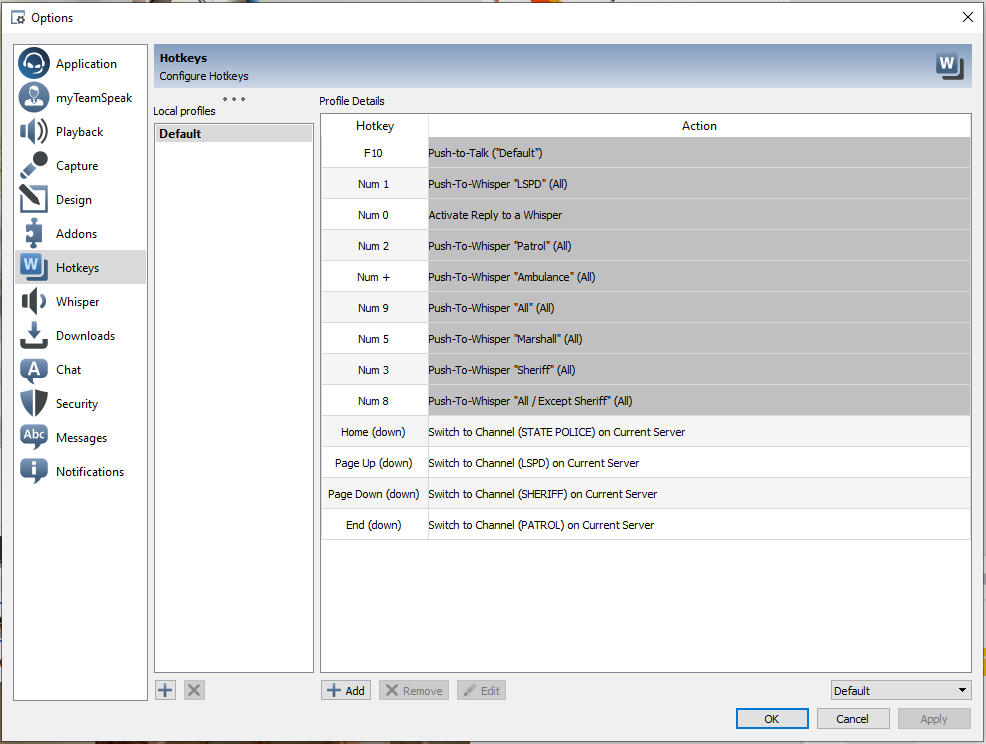 Options
Application
myTeamSpeak
Playback
Capture
Design
Addons
Hotkeys
Whisper
Downloads
Chat
Security
Messages
Notifications
Hotkeys
Configure Hotkeys
W
W
A
Abc
Local profiles
Default
Profile Details
Hotkey Action
F10 Push-to-Talk ("Default")
Num 1 Push-To-Whisper "LSPD" (All)
Num 0 Activate Reply to a Whisper
Num 2 Push-To-Whisper "Patrol" (All)
Num + Push-To-Whisper "Ambulance" (All)
Num 9 Push-To-Whisper "All" (All)
Num 5 Push-To-Whisper "Marshall" (All)
Num 3 Push-To-Whisper "Sheriff" (All)
Num 8 Push-To-Whisper "All / Except Sheriff" (All)
Home (down) Switch to Channel (STATE POLICE) on Current Server
Page Up (down) Switch to Channel (LSPD) on Current Server
Page Down (down) Switch to Channel (SHERIFF) on Current Server
End (down) Switch to Channel (PATROL) on Current Server
Add Remove Edit
Default
OK Cancel Apply